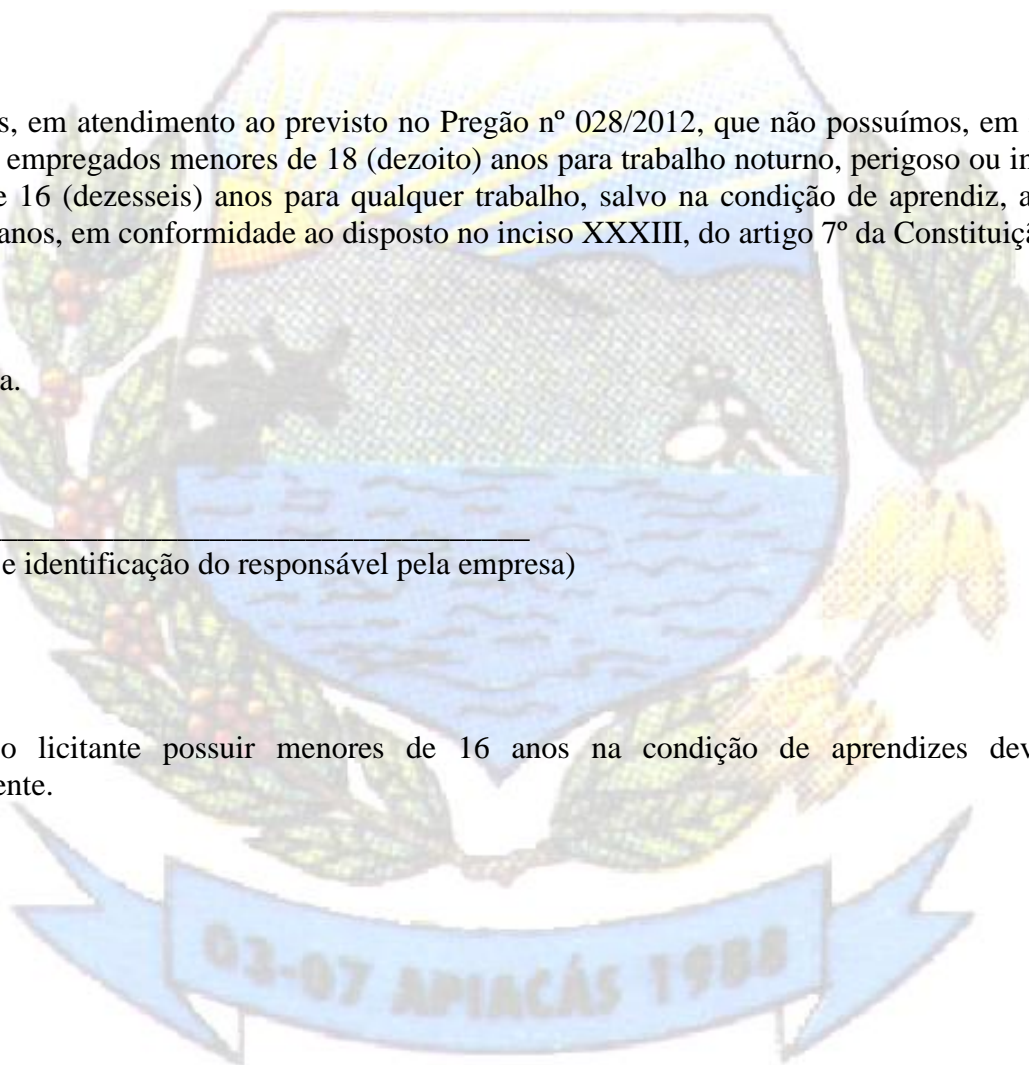 s, em atendimento ao previsto no Pregão nº 028/2012, que não possuímos, em
empregados menores de 18 (dezoito) anos para trabalho noturno, perigoso ou in
e 16 (dezesseis) anos para qualquer trabalho, salvo na condição de aprendiz, a
anos, em conformidade ao disposto no inciso XXXIII, do artigo 7º da Constituiçã
a.
e identificação do responsável pela empresa)
o licitante possuir menores de 16 anos na condição de aprendizes dev
ente.
03-07 APIACÁS 1988